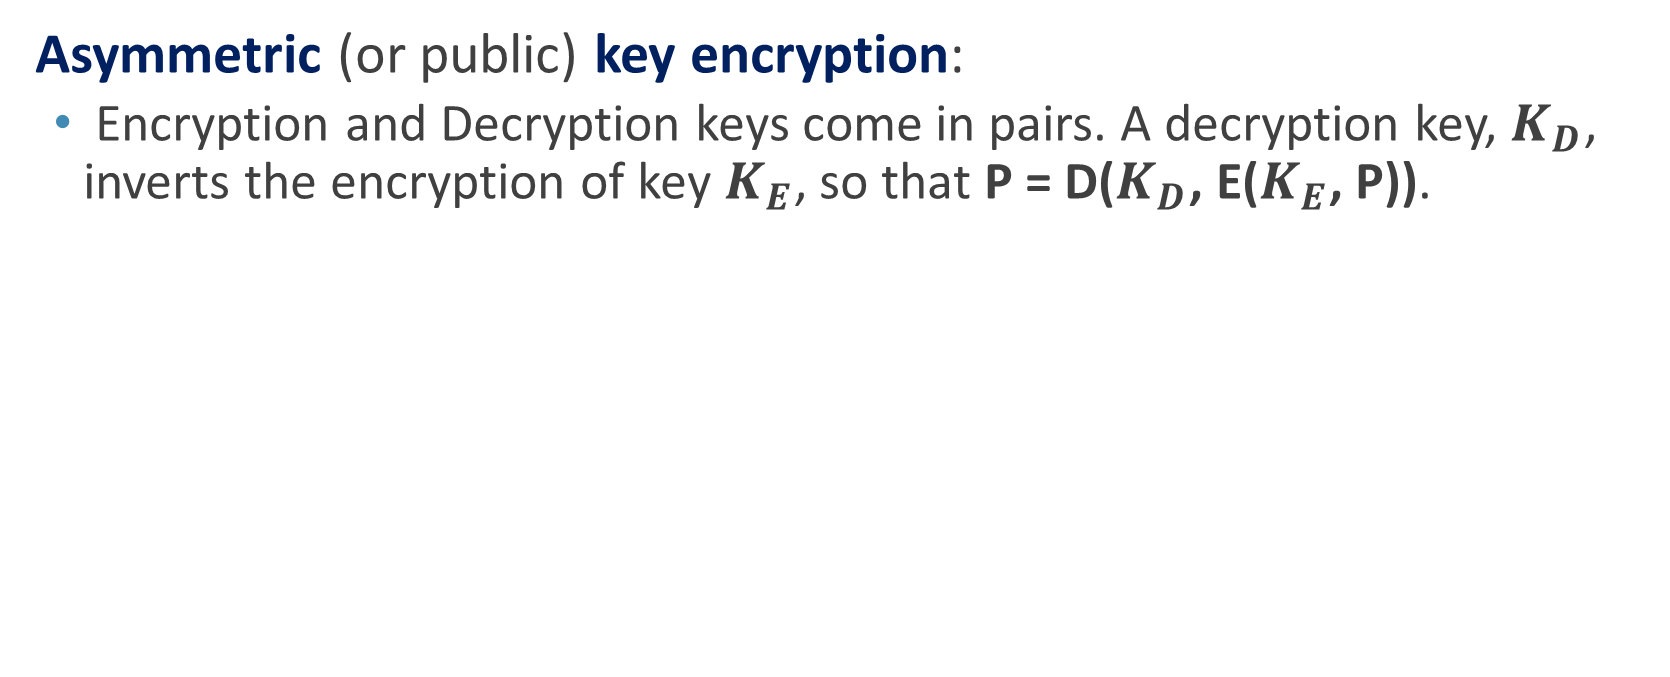 Asymmetric (or public) key encryption:
• Encryption and Decryption keys come in pairs. A decryption key, K_D,
inverts the encryption of key K_E, so that P = D(K_D, E(K_E, P)).